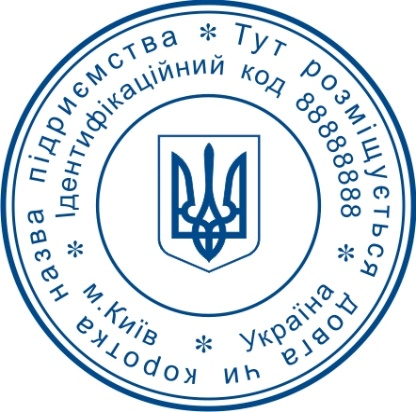 * Тут розміщується довга чи коротка назва підприємства
* Ідентифікаційний код 88888888
* Україна * м.Київ